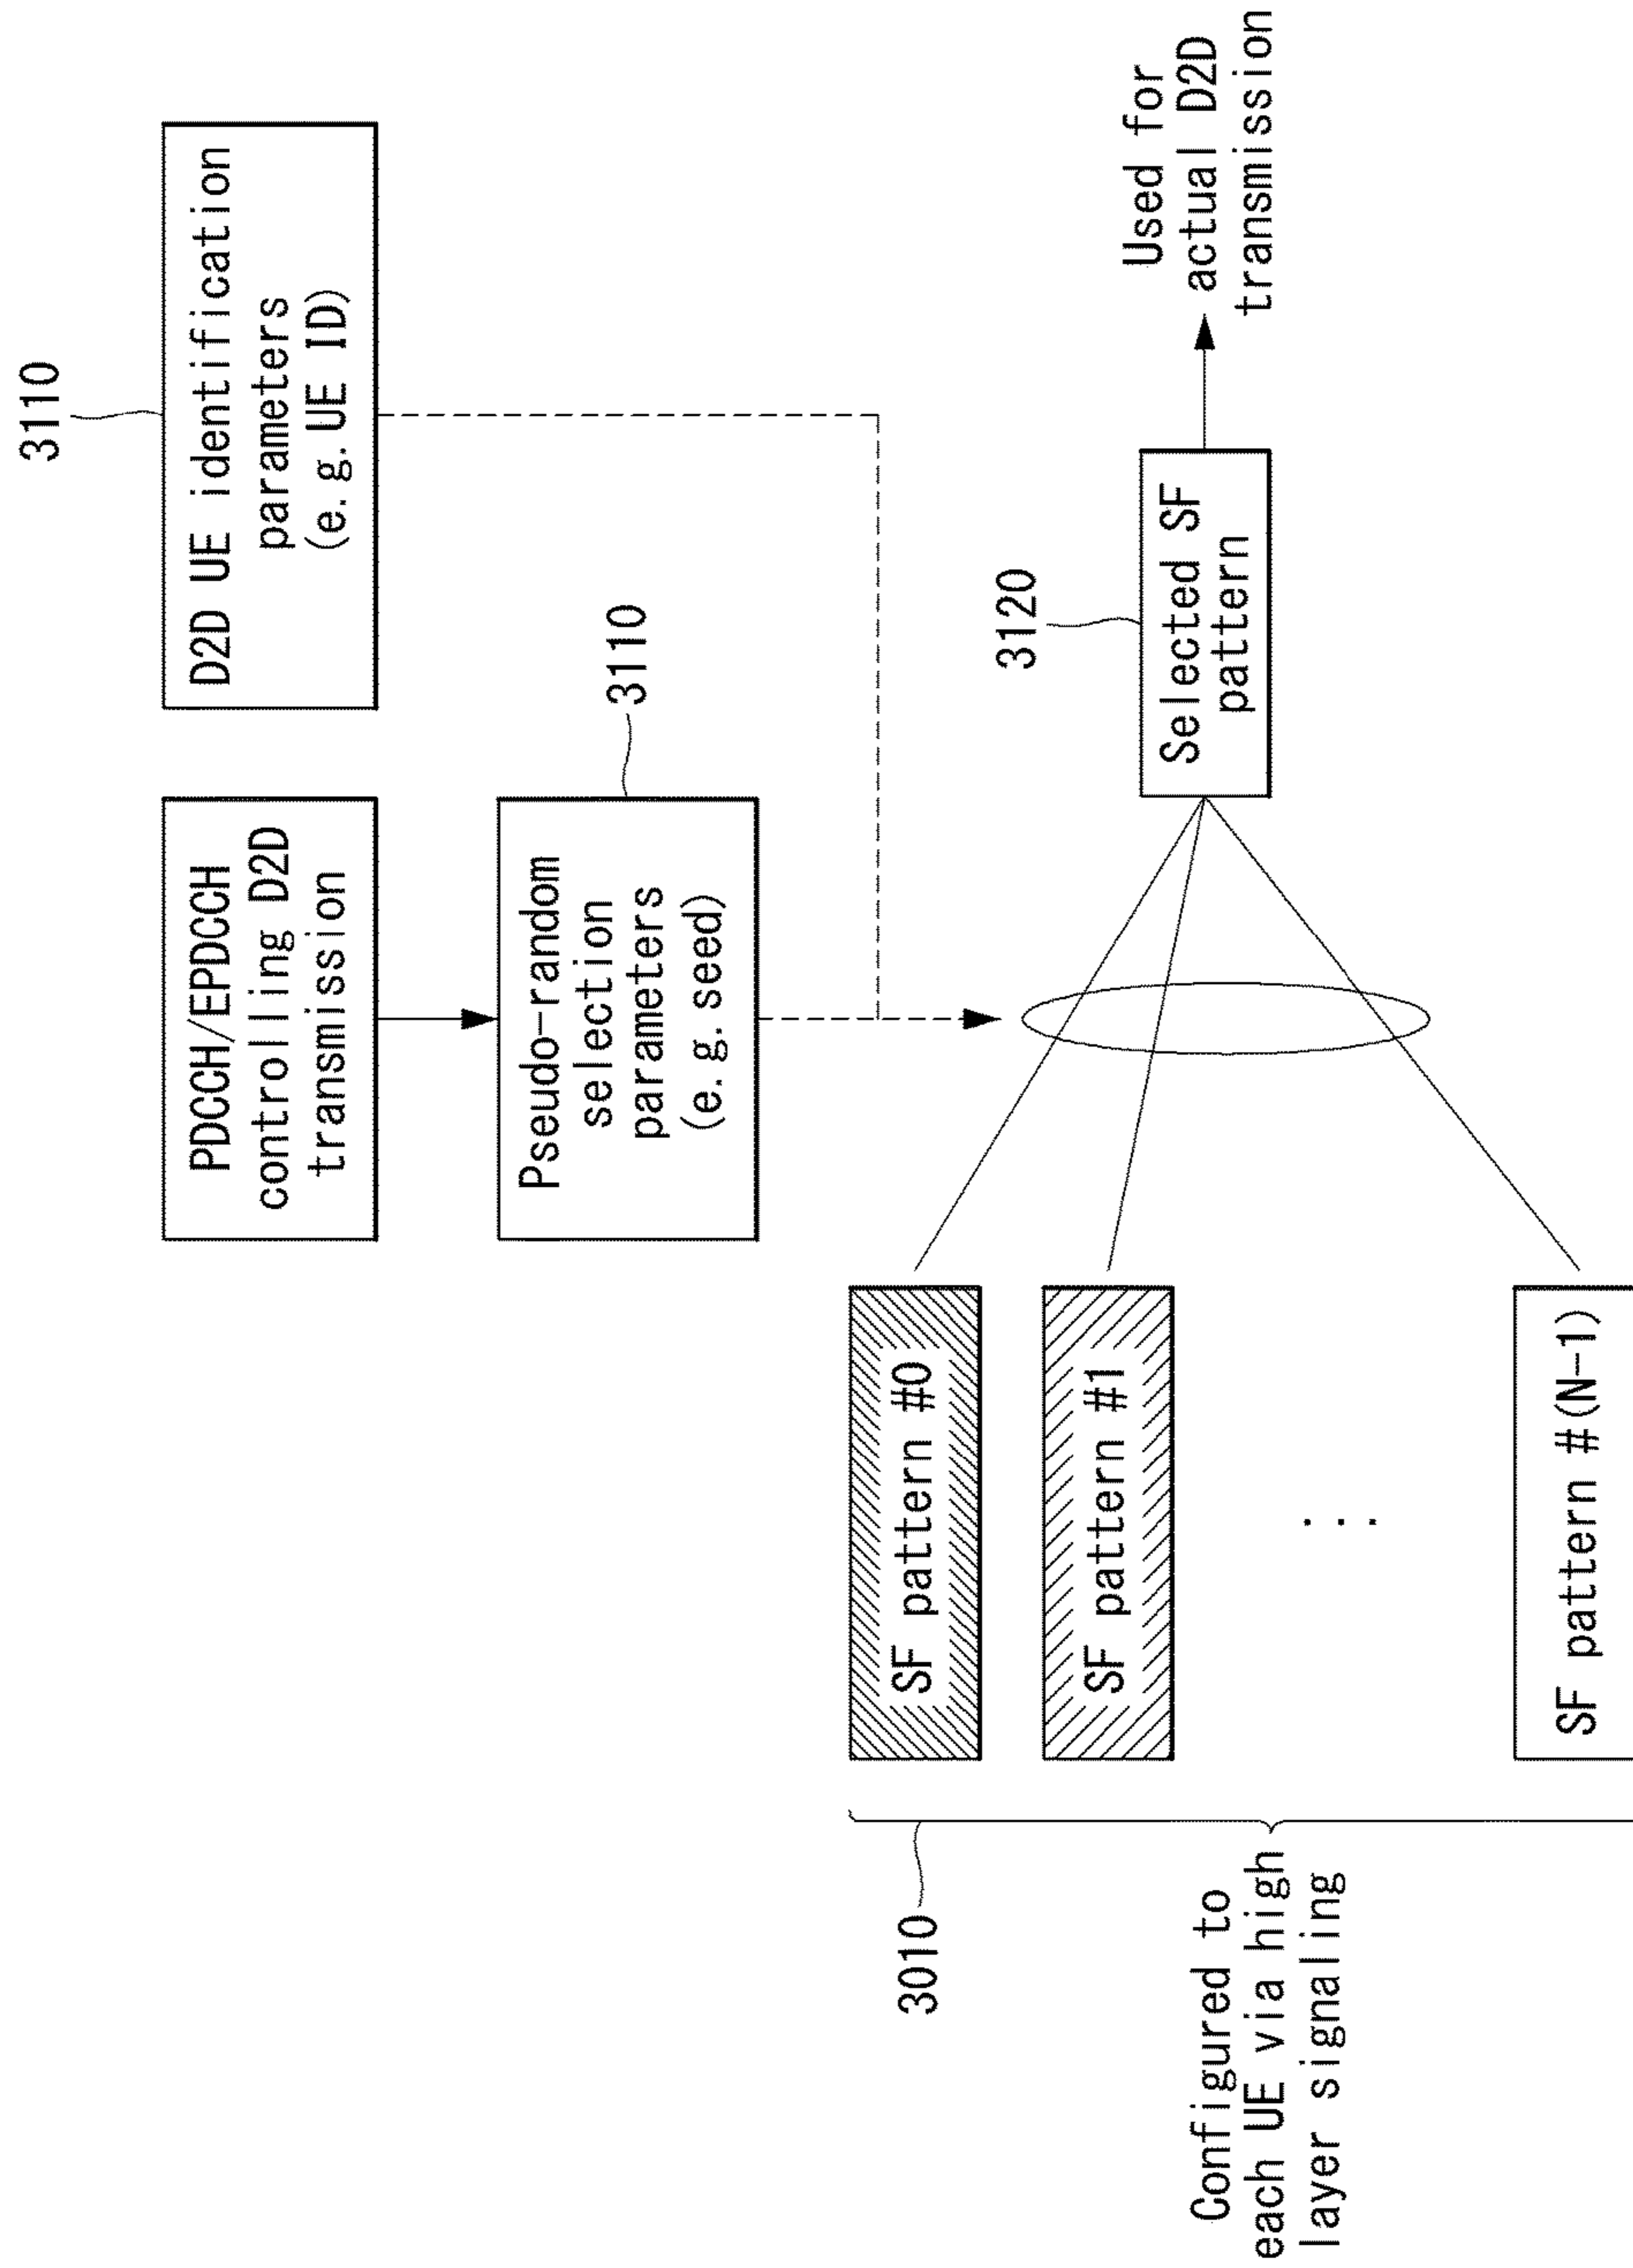 3110
PDCCH/EPDCCH
controlling D2D
transmission
D2D UE identification
parameters
(e.g. UE ID)
Pseudo-random
selection
parameters
(e.g. seed)
3110
3010
SF pattern #0
SF pattern #1
...
SF pattern #(N-1)
Configured to
each UE via high
layer signaling
3120
Selected SF
pattern
Used for
actual D2D
transmission